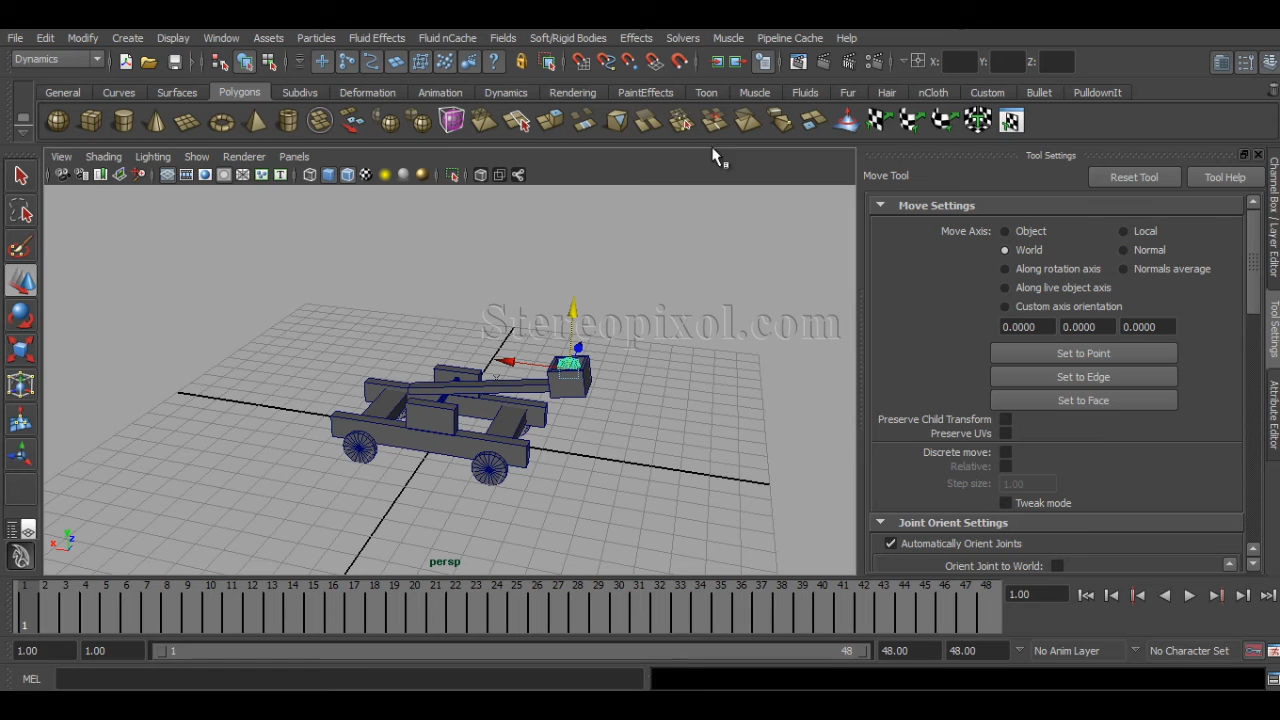 File Edit Modify Create Display Window Assets Particles Fluid Effects Fluid nCache Fields Soft/Rigid Bodies Effects Solvers Muscle Pipeline Cache Help
Dynamics X: Y: Z:
General Curves Surfaces Polygons Subdivs Deformation Animation Dynamics Rendering PaintEffects Toon Muscle Fluids Fur Hair nCloth Custom Bullet PulldownIt
View Shading Lighting Show Renderer Panels
Tool Settings
Move Tool Reset Tool Tool Help
Move Settings
Move Axis: Object Local
World Normal
Along rotation axis Normals average
Along live object axis
Custom axis orientation
0.0000 0.0000 0.0000
Set to Point
Set to Edge
Set to Face
Preserve Child Transform
Preserve UVs
Discrete move:
Relative:
Step size: 1.00
Tweak mode
Joint Orient Settings
Automatically Orient Joints
Orient Joint to World:
Channel Box / Layer Editor
Tool Settings
Attribute Editor
Stereopixol.com
persp
x y z
1 2 3 4 5 6 7 8 9 10 11 12 13 14 15 16 17 18 19 20 21 22 23 24 25 26 27 28 29 30 31 32 33 34 35 36 37 38 39 40 41 42 43 44 45 46 47 48
1 1.00
1.00 1.00 1 48 48.00 48.00 No Anim Layer No Character Set
MEL